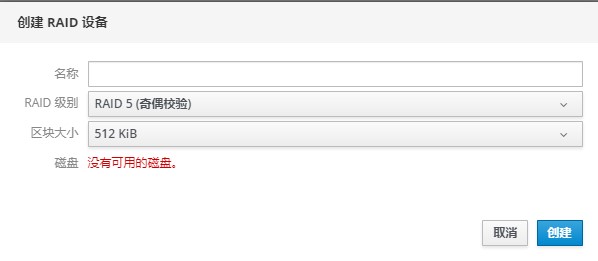 创建 RAID 设备
名称
RAID 级别 RAID 5 (奇偶校验)
区块大小 512 KiB
磁盘 没有可用的磁盘。
取消 创建